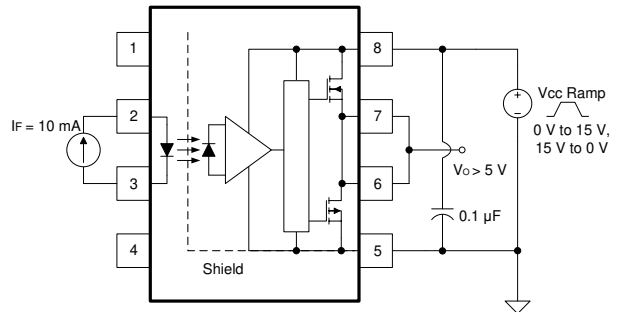 1
8
IF = 10 mA
2
7
Vcc Ramp
0 V to 15 V,
15 V to 0 V
+
−
VO > 5 V
3
6
0.1 µF
4
5
Shield